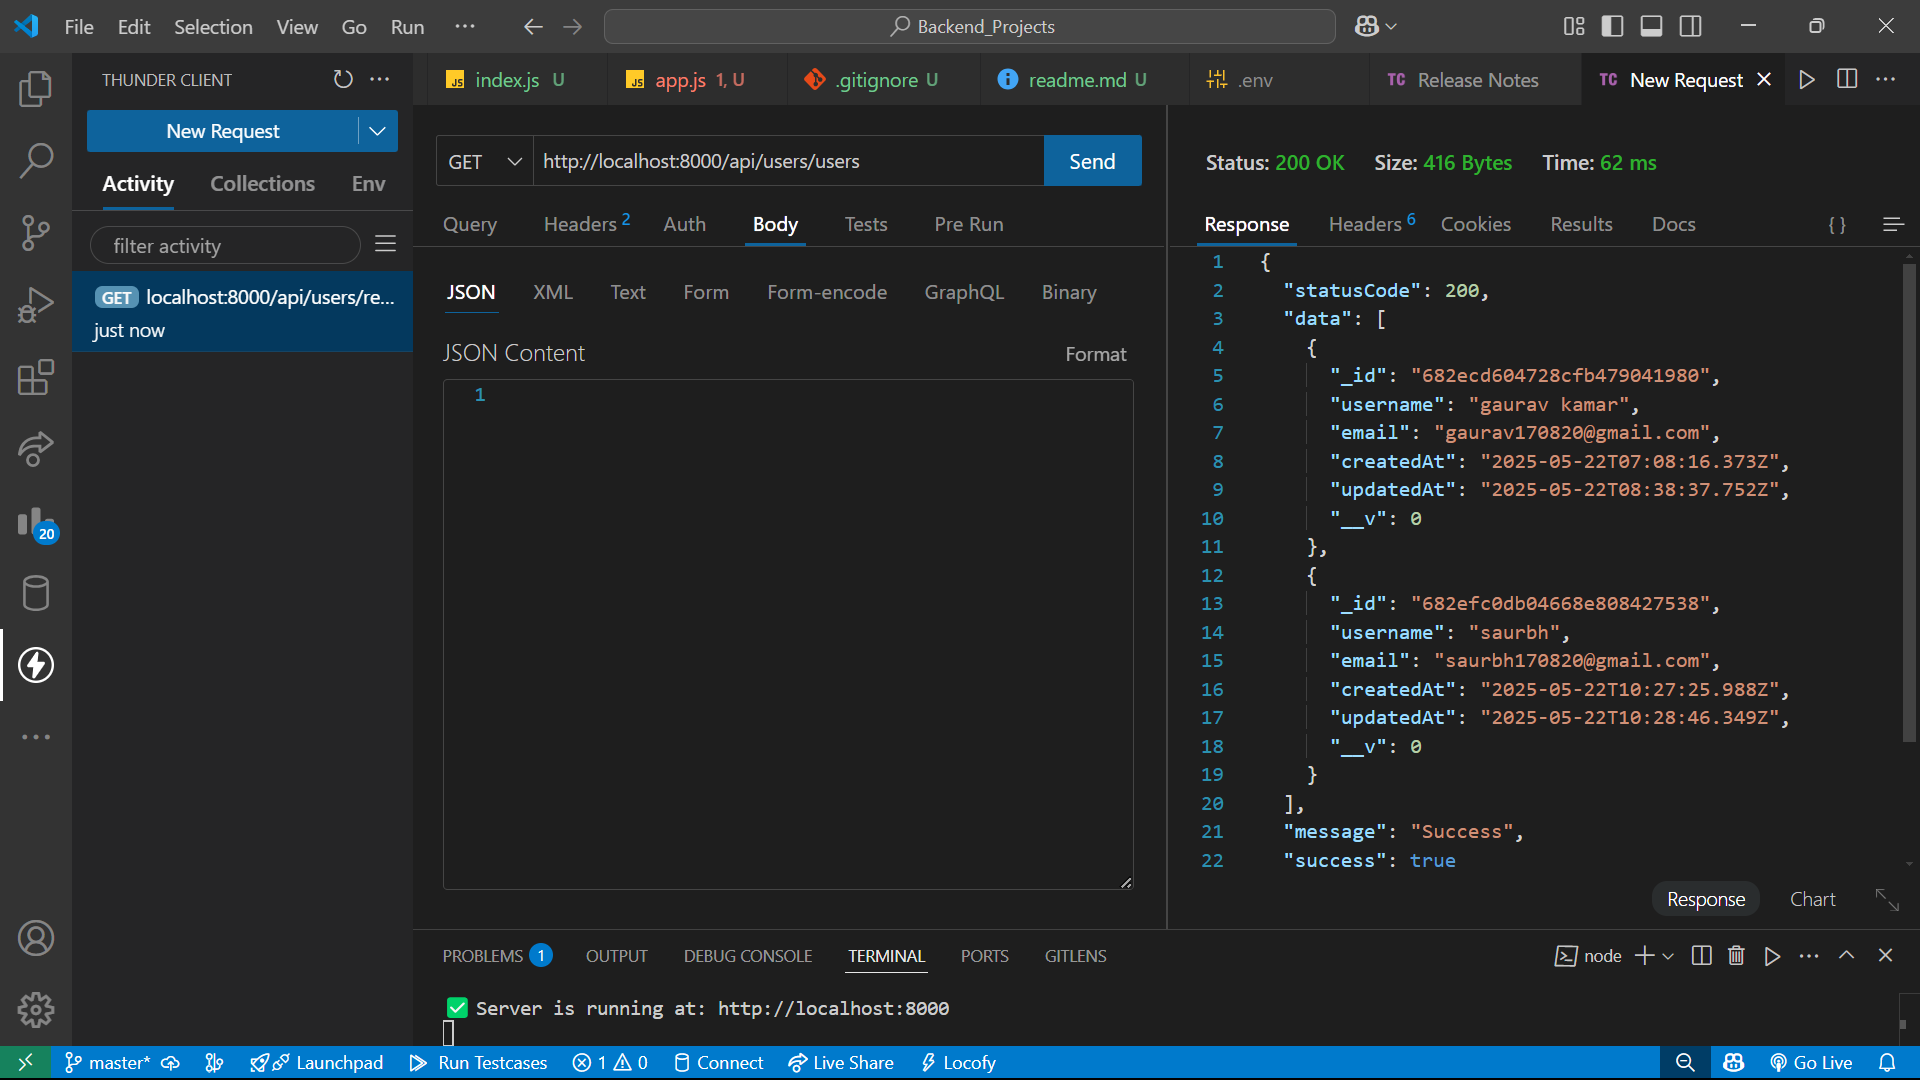 File Edit Selection View Go Run ··· Backend_Projects
THUNDER CLIENT ···
New Request
Activity Collections Env
filter activity
GET localhost:8000/api/users/re...
just now
20
JS index.js U JS app.js 1, U .gitignore U readme.md U .env TC Release Notes TC New Request ···
GET http://localhost:8000/api/users/users Send
Query Headers 2 Auth Body Tests Pre Run
JSON XML Text Form Form-encode GraphQL Binary
JSON Content Format
1
Status: 200 OK Size: 416 Bytes Time: 62 ms
Response Headers 6 Cookies Results Docs { }
1 {
2 "statusCode": 200,
3 "data": [
4 {
5 "_id": "682ecd604728cfb479041980",
6 "username": "gaurav kamar",
7 "email": "gaurav170820@gmail.com",
8 "createdAt": "2025-05-22T07:08:16.373Z",
9 "updatedAt": "2025-05-22T08:38:37.752Z",
10 "__v": 0
11 },
12 {
13 "_id": "682efc0db04668e808427538",
14 "username": "saurbh",
15 "email": "saurbh170820@gmail.com",
16 "createdAt": "2025-05-22T10:27:25.988Z",
17 "updatedAt": "2025-05-22T10:28:46.349Z",
18 "__v": 0
19 }
20 ],
21 "message": "Success",
22 "success": true
Response Chart
PROBLEMS 1 OUTPUT DEBUG CONSOLE TERMINAL PORTS GITLENS node ···
✅ Server is running at: http://localhost:8000
master* Launchpad Run Testcases 1 0 Connect Live Share Locofy Go Live